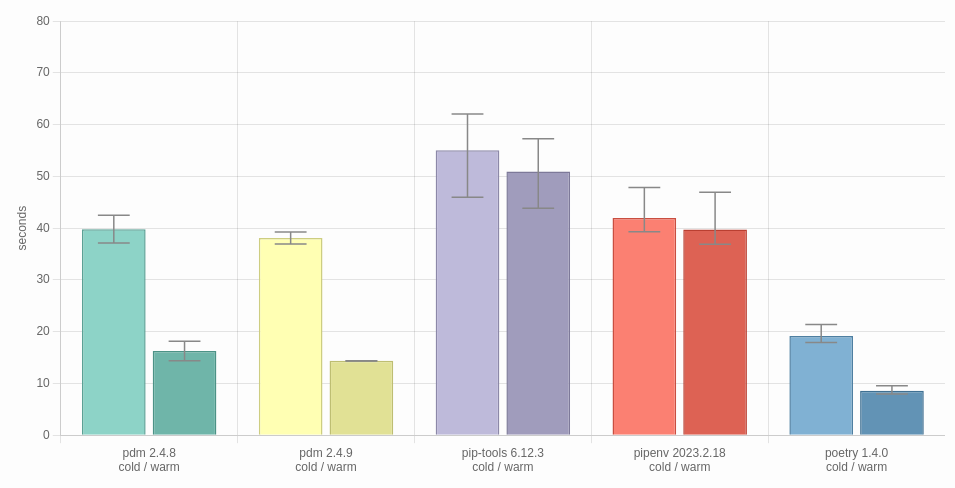 80
70
60
50
40
30
20
10
0
seconds
pdm 2.4.8
cold / warm
pdm 2.4.9
cold / warm
pip-tools 6.12.3
cold / warm
pipenv 2023.2.18
cold / warm
poetry 1.4.0
cold / warm